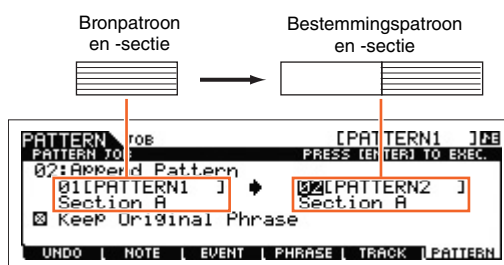 Bronpatroon
en -sectie
Bestemmingspatroon
en -sectie
PATTERN JOB [PATTERN1 ]
PATTERN JOB PRESS [ENTER] TO EXEC.
02:Append Pattern
01[PATTERN1 ] 02[PATTERN2 ]
Section A Section A
Keep Original Phrase
UNDO NOTE EVENT PHRASE TRACK PATTERN